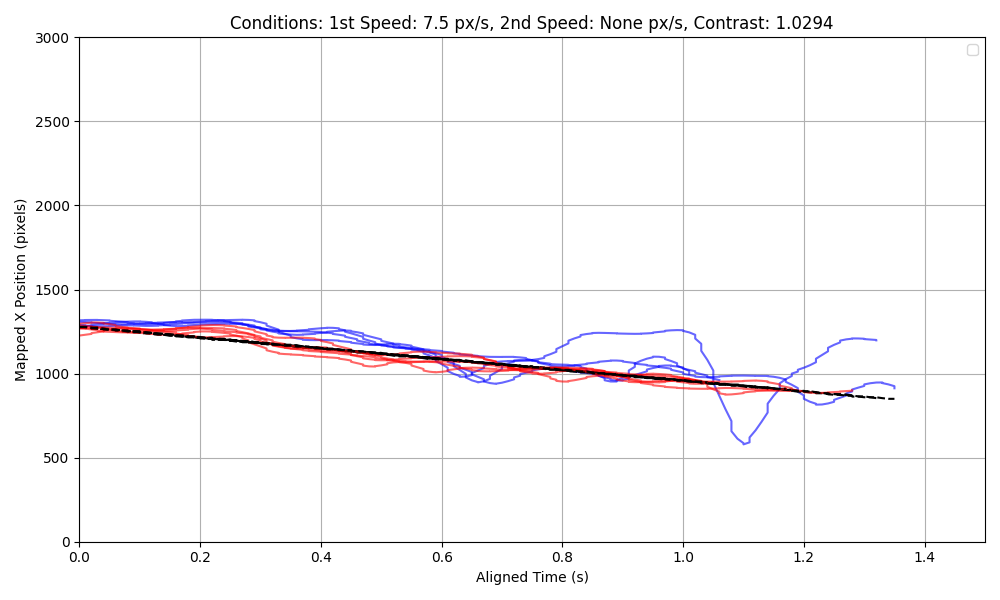 Conditions: 1st Speed: 7.5 px/s, 2nd Speed: None px/s, Contrast: 1.0294
Mapped X Position (pixels)
3000
2500
2000
1500
1000
500
0
0.0 0.2 0.4 0.6 0.8 1.0 1.2 1.4
Aligned Time (s)